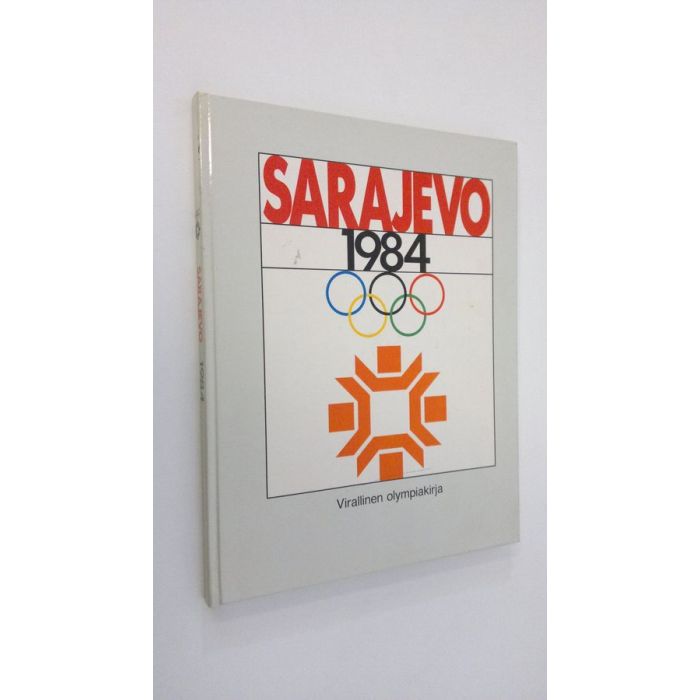 SARAJEVO
1984
Virallinen olympiakirja
SARAJEVO 1984